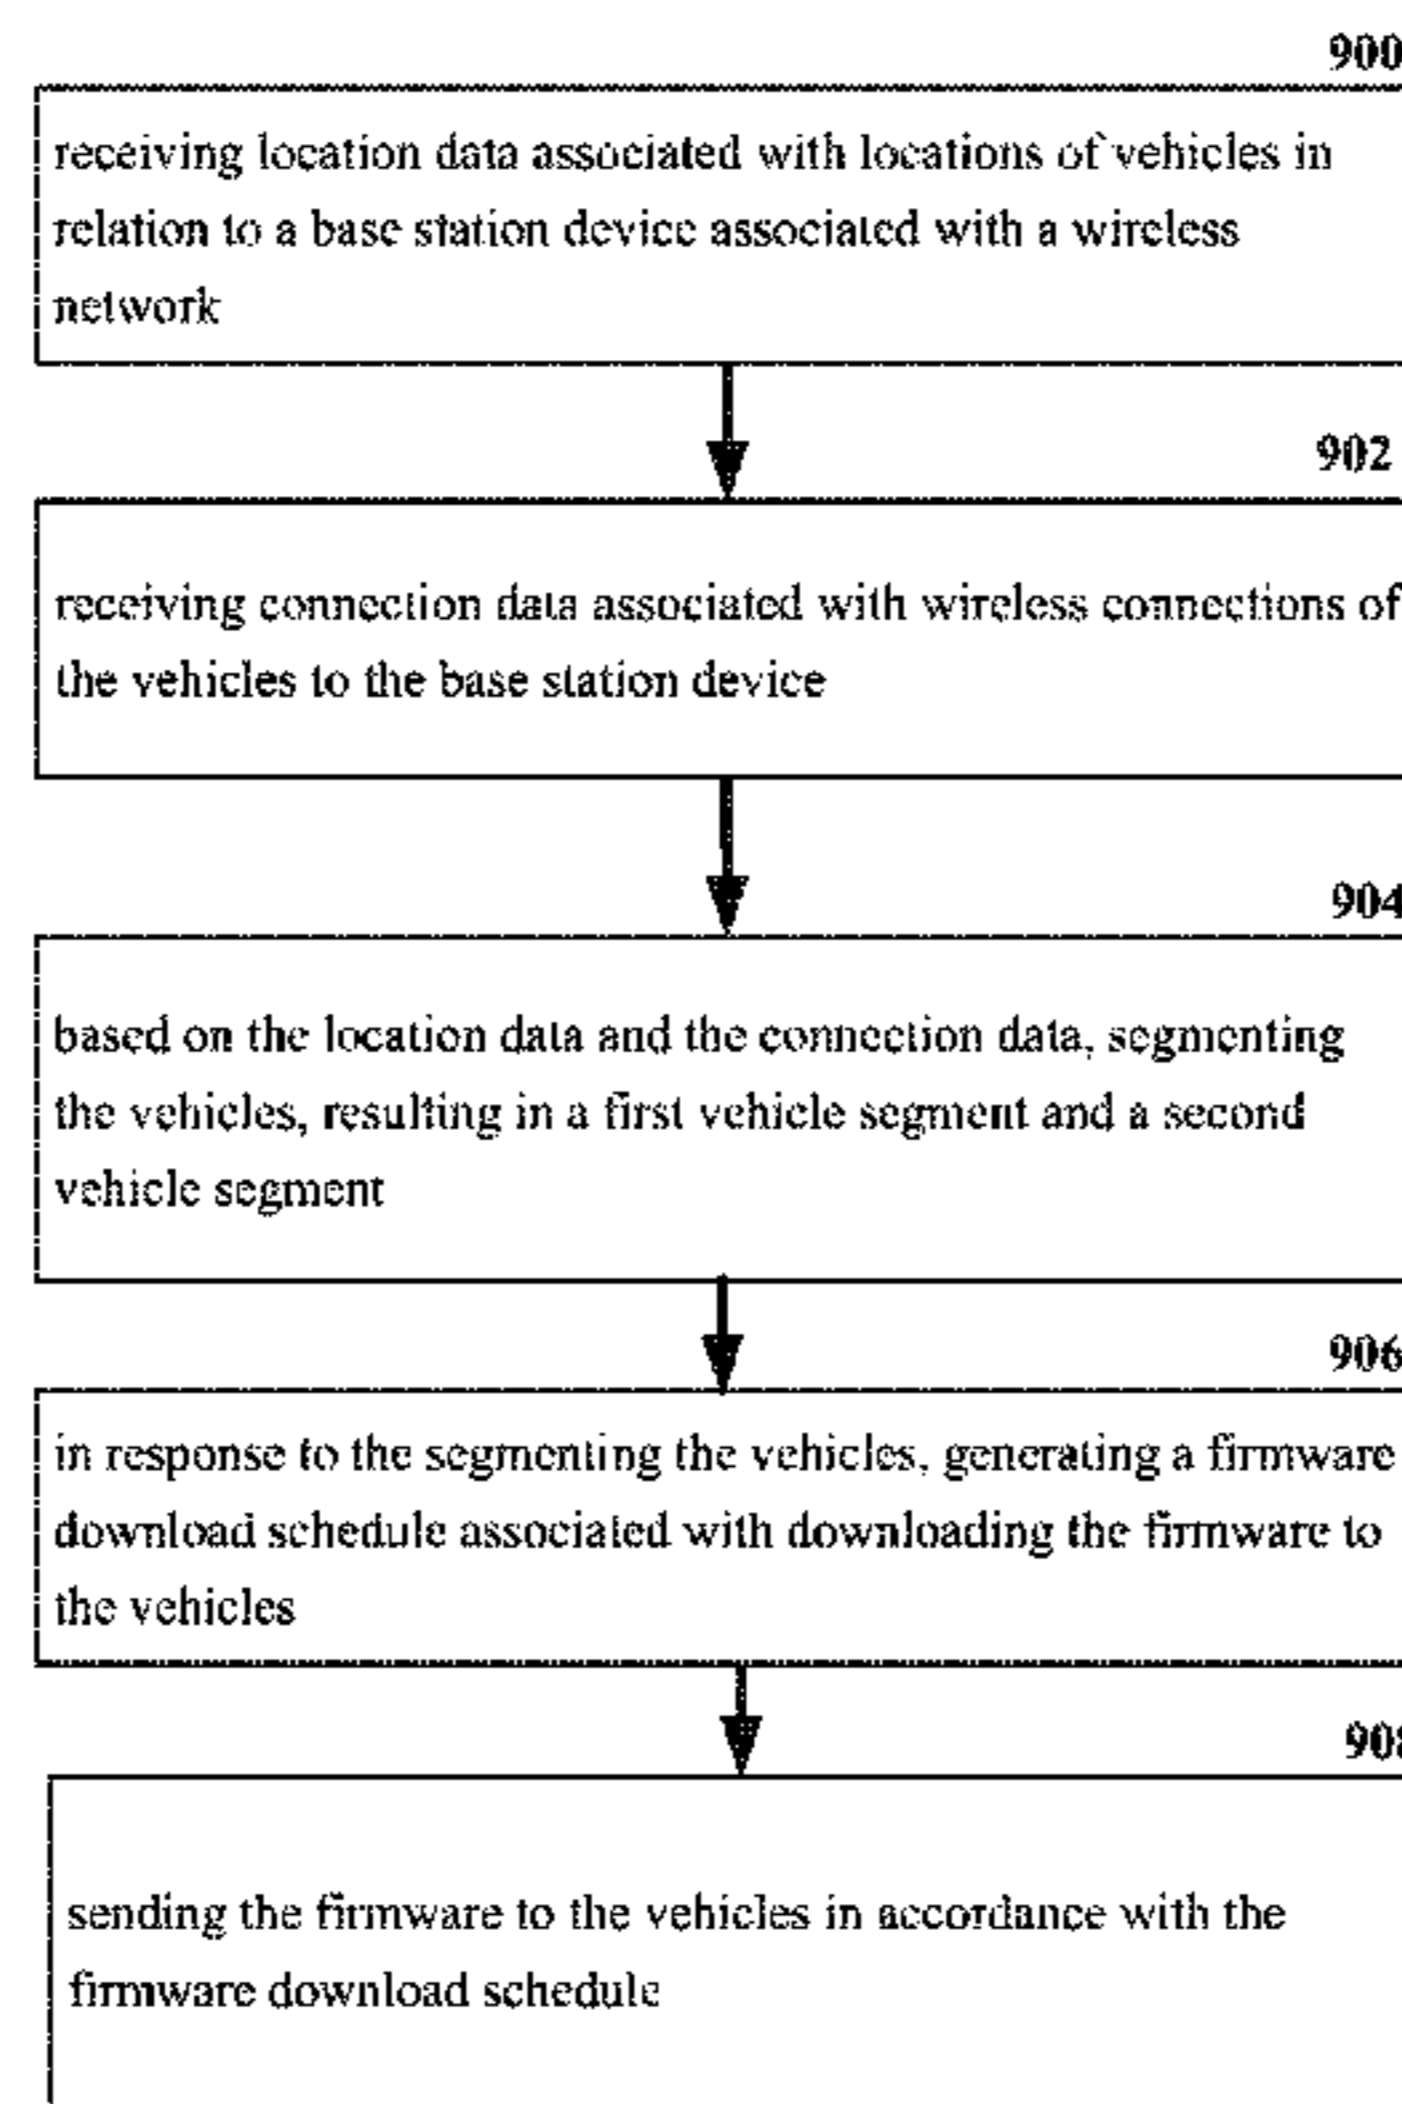 900
receiving location data associated with locations of vehicles in
relation to a base station device associated with a wireless
network
902
receiving connection data associated with wireless connections of
the vehicles to the base station device
904
based on the location data and the connection data, segmenting
the vehicles, resulting in a first vehicle segment and a second
vehicle segment
906
in response to the segmenting the vehicles, generating a firmware
download schedule associated with downloading the firmware to
the vehicles
908
sending the firmware to the vehicles in accordance with the
firmware download schedule